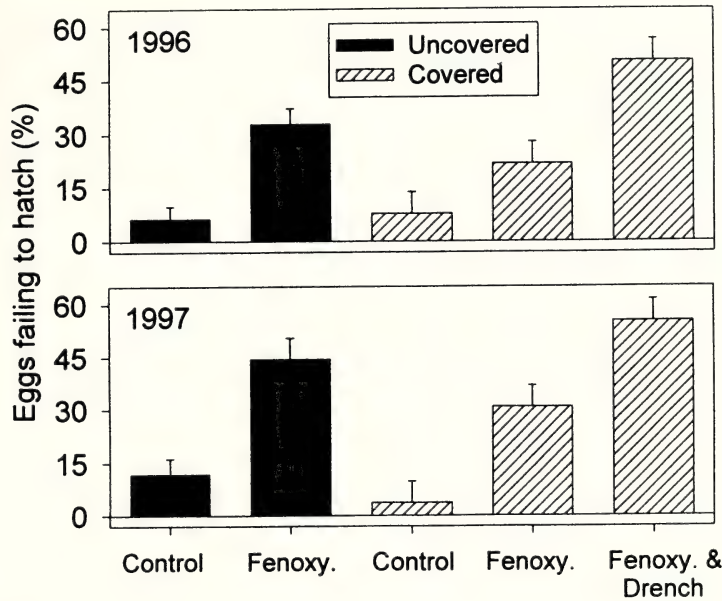 60
45
30
15
0
1996
Uncovered
Covered
Eggs failing to hatch (%)
60
45
30
15
0
1997
Control Fenoxy. Control Fenoxy. Fenoxy. &
Drench